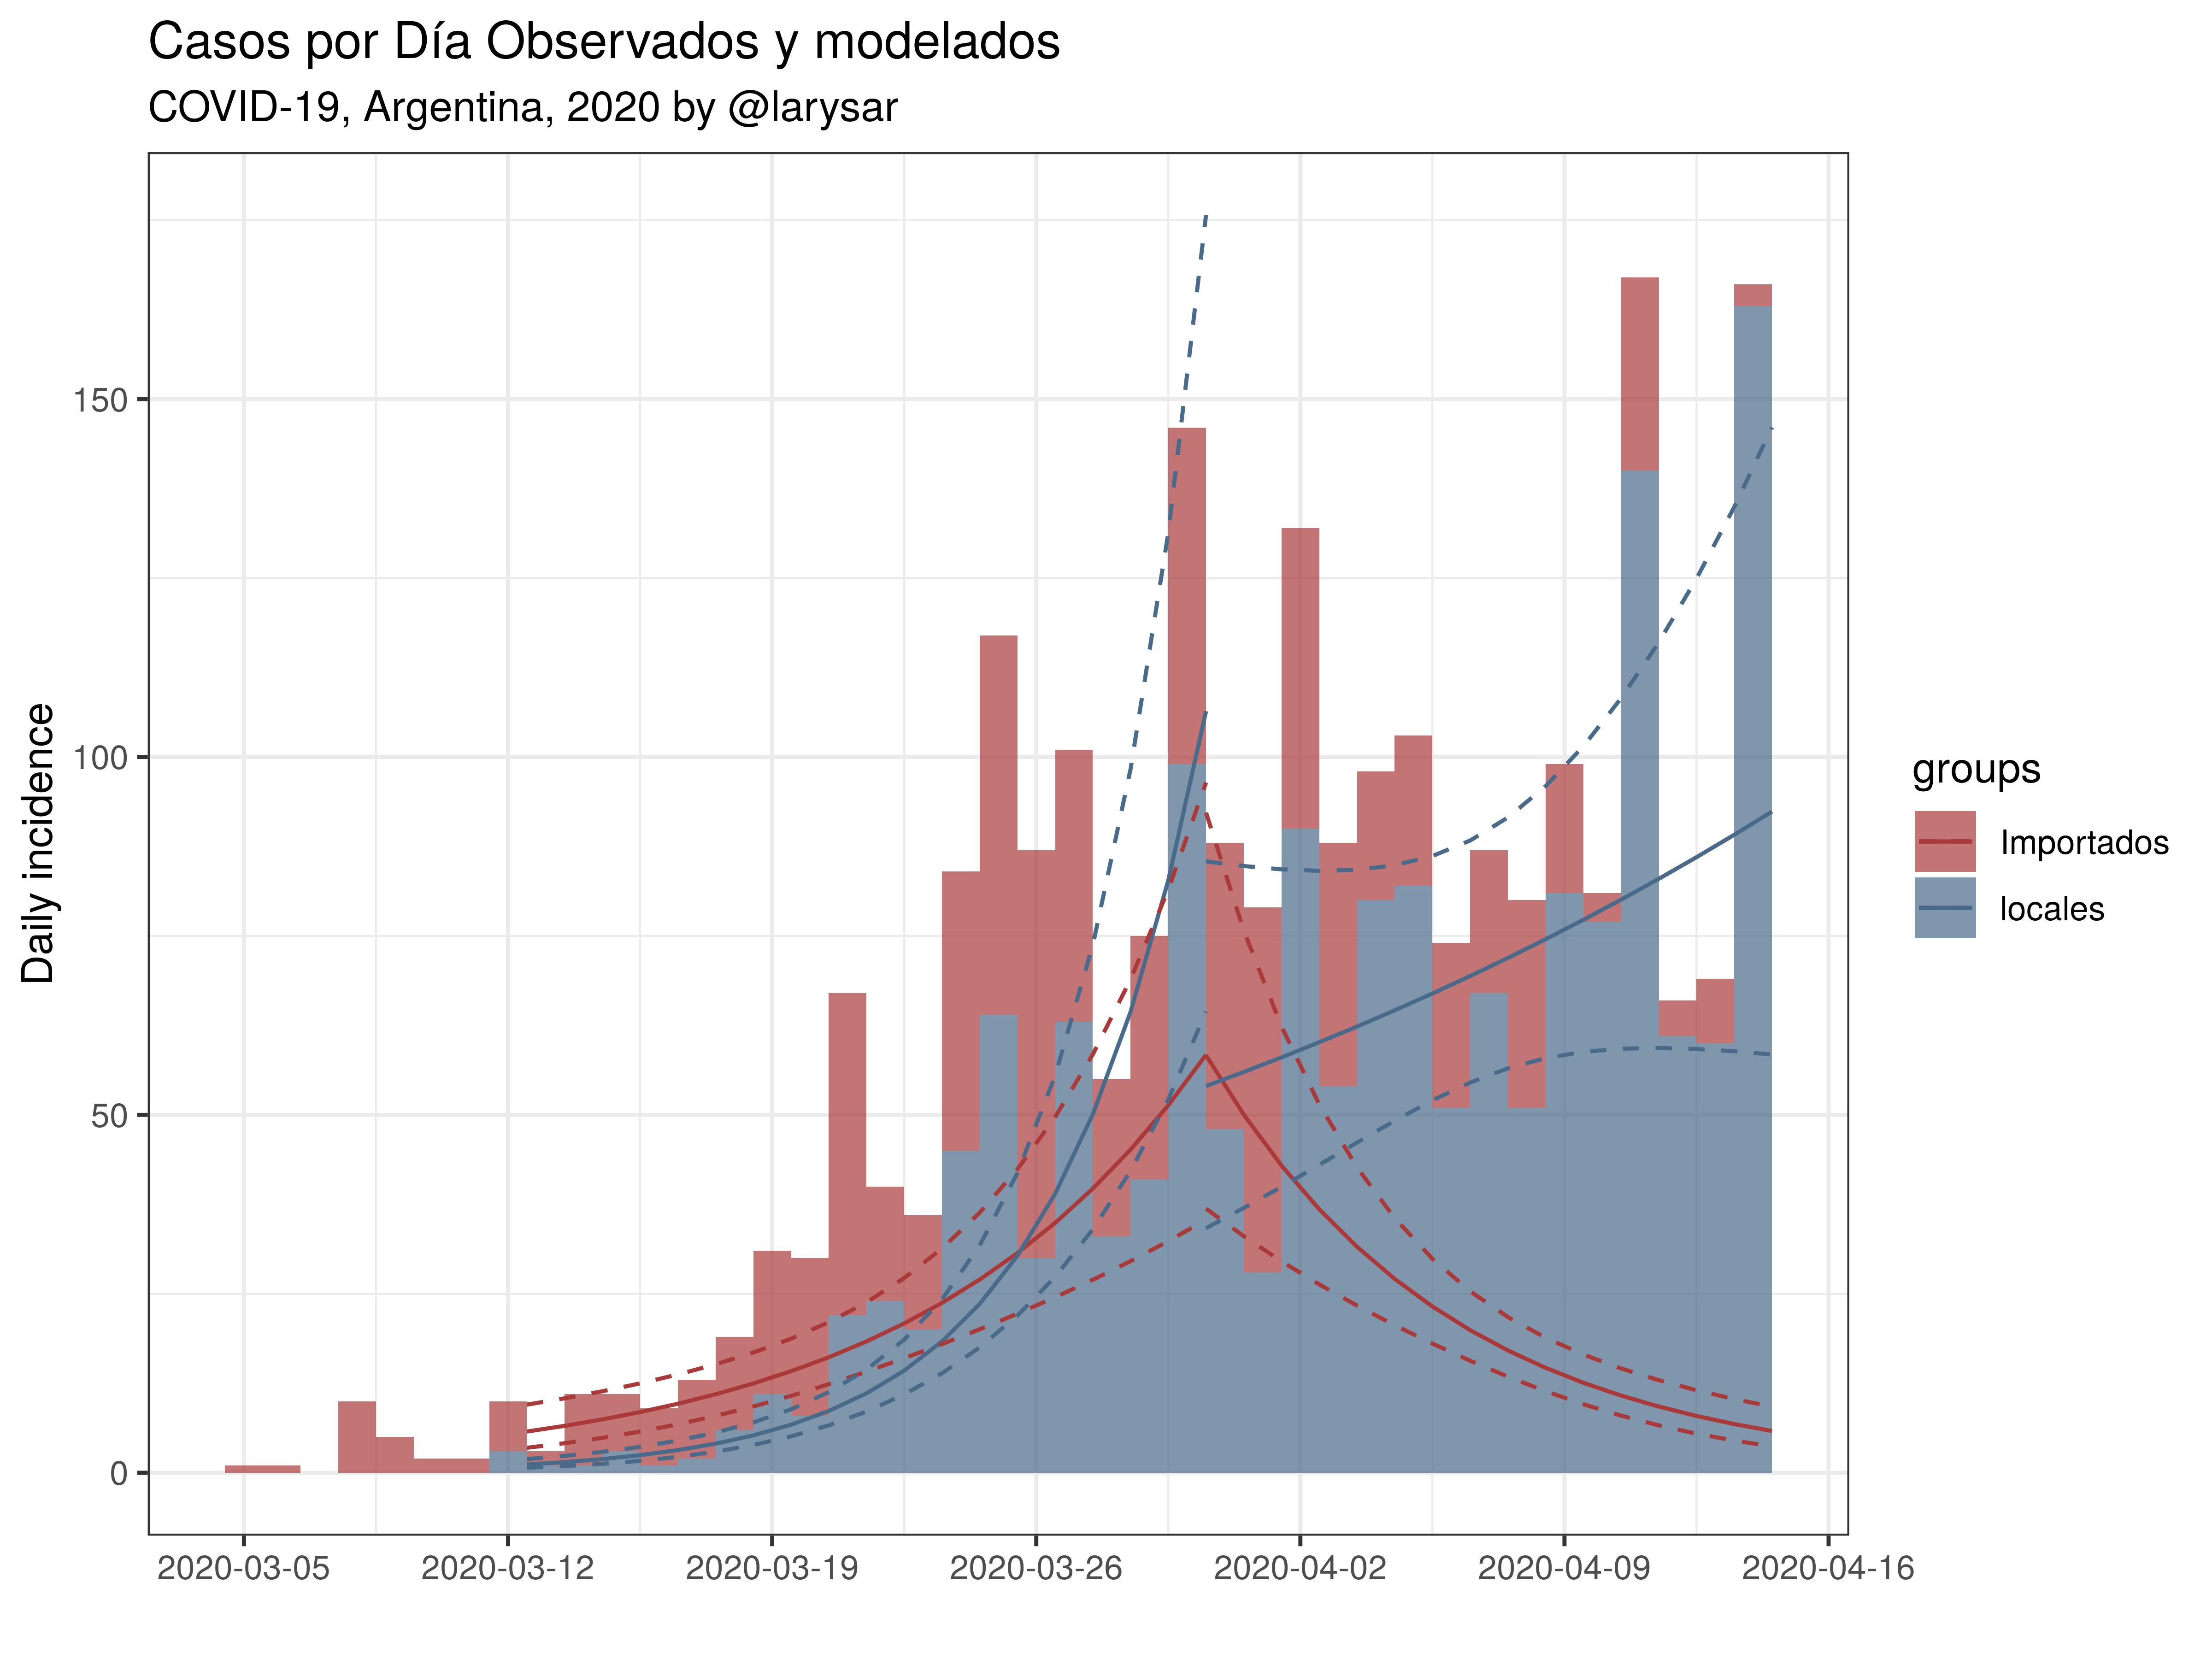 Casos por Día Observados y modelados
COVID-19, Argentina, 2020 by @larysar
Daily incidence
150
100
50
0
2020-03-05
2020-03-12
2020-03-19
2020-03-26
2020-04-02
2020-04-09
2020-04-16
groups
Importados
locales